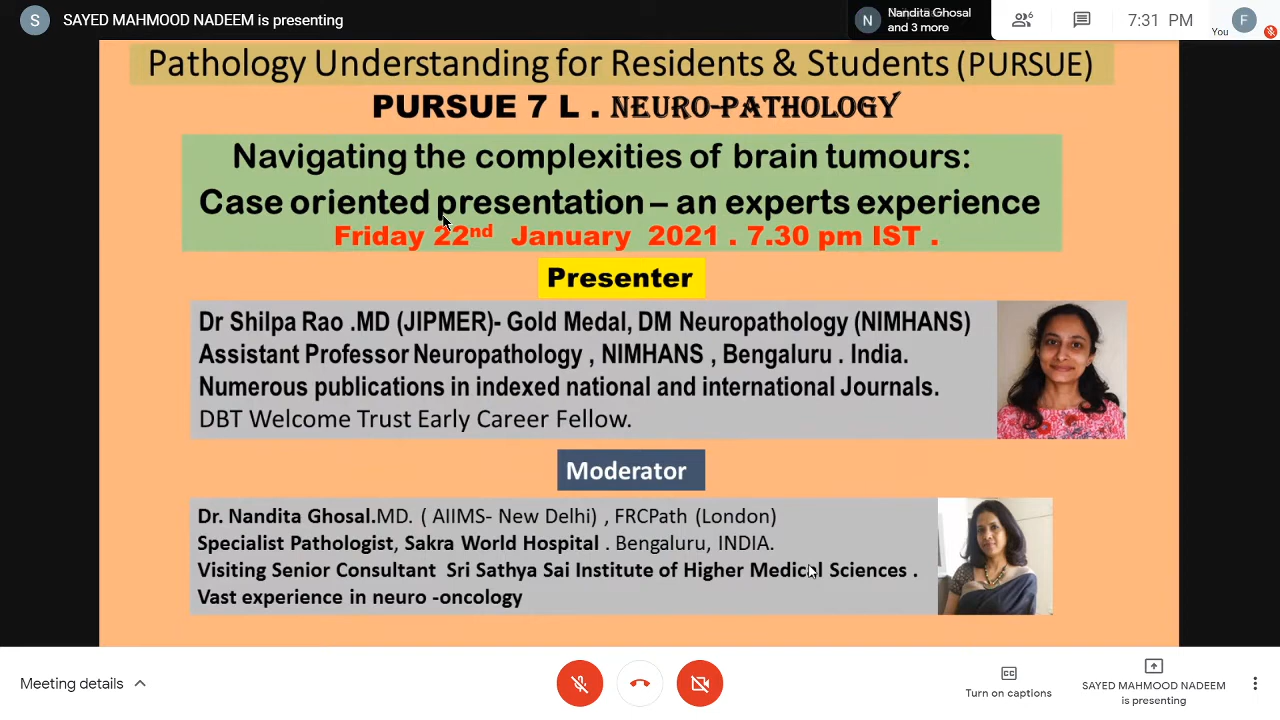 S SAYED MAHMOOD NADEEM is presenting
N Nandita Ghosal
and 3 more
6
7:31 PM
You
F
Pathology Understanding for Residents & Students (PURSUE)
PURSUE 7 L . NEURO-PATHOLOGY
Navigating the complexities of brain tumours:
Case oriented presentation – an experts experience
Friday 22nd January 2021 . 7.30 pm IST .
Presenter
Dr Shilpa Rao .MD (JIPMER)- Gold Medal, DM Neuropathology (NIMHANS)
Assistant Professor Neuropathology , NIMHANS , Bengaluru . India.
Numerous publications in indexed national and international Journals.
DBT Welcome Trust Early Career Fellow.
Moderator
Dr. Nandita Ghosal.MD. ( AIIMS- New Delhi) , FRCPath (London)
Specialist Pathologist, Sakra World Hospital . Bengaluru, INDIA.
Visiting Senior Consultant Sri Sathya Sai Institute of Higher Medical Sciences .
Vast experience in neuro -oncology
Meeting details
CC
Turn on captions
SAYED MAHMOOD NADEEM
is presenting